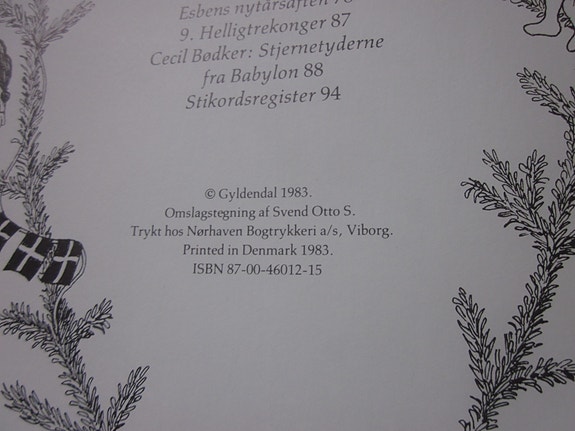 Esbens nytårsaften 78
9. Helligtrekonger 87
Cecil Bødker: Stjernetyderne
fra Babylon 88
Stikordsregister 94
© Gyldendal 1983.
Omslagstegning af Svend Otto S.
Trykt hos Nørhaven Bogtrykkeri a/s, Viborg.
Printed in Denmark 1983.
ISBN 87-00-46012-15